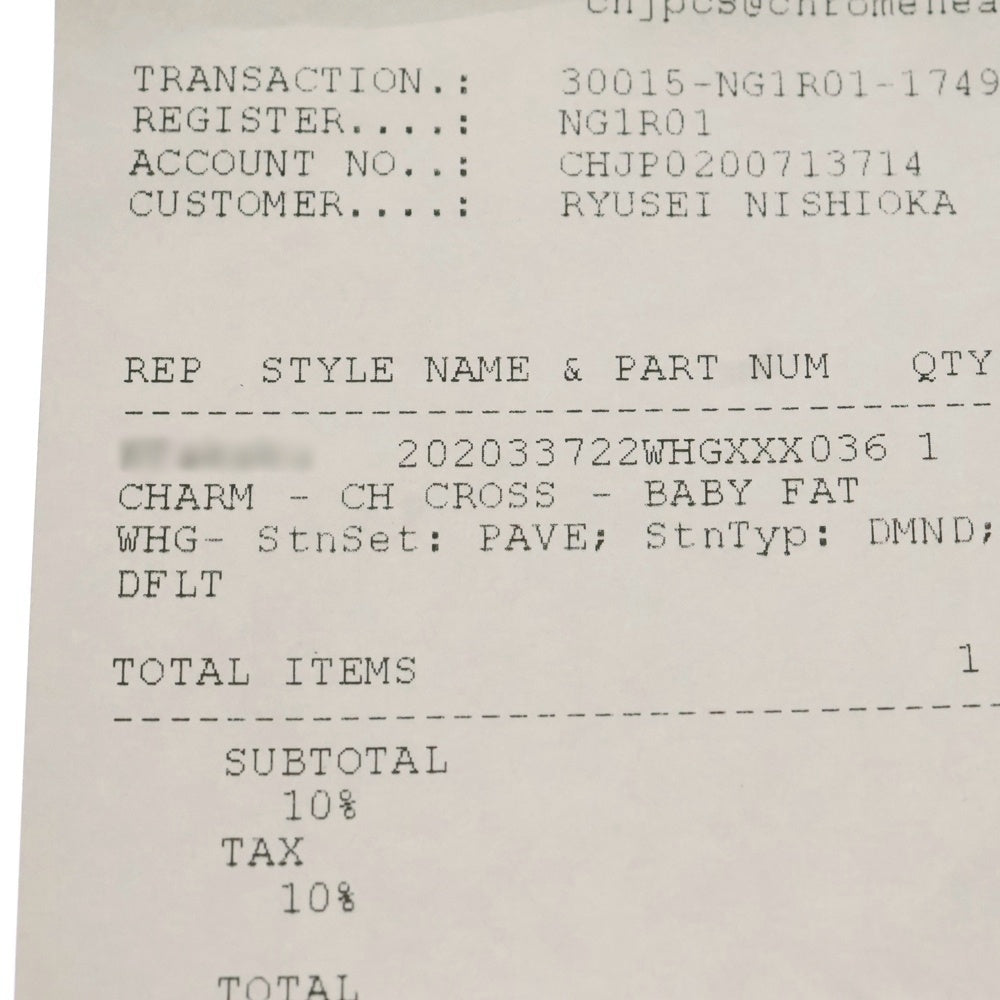 chjpcs@chromehea
TRANSACTION.: 30015-NG1R01-1749
REGISTER....: NG1R01
ACCOUNT NO..: CHJP0200713714
CUSTOMER....: RYUSEI NISHIOKA
REP STYLE NAME & PART NUM QTY
202033722WHGXXX036 1
CHARM - CH CROSS - BABY FAT
WHG- StnSet: PAVE; StnTyp: DMND;
DFLT
TOTAL ITEMS 1
SUBTOTAL
10%
TAX
10%
TOTAL